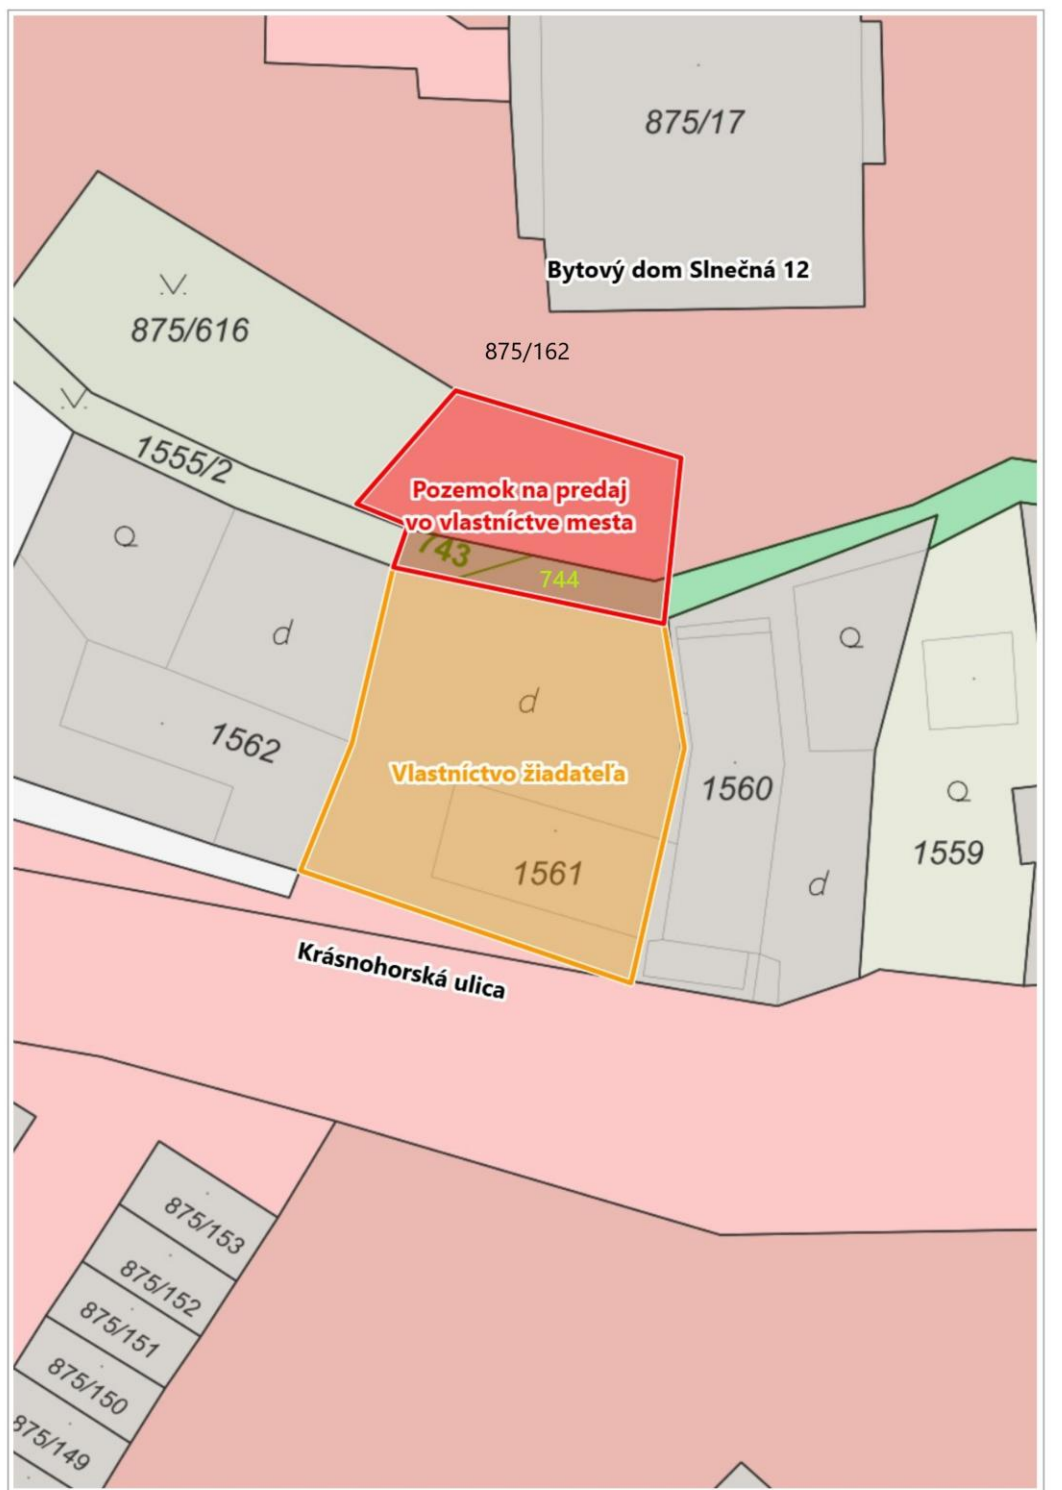 875/17
Bytový dom Slnečná 12
875/616
875/162
1555/2
Pozemok na predaj
vo vlastníctve mesta
743
744
d
d
1562
Vlastníctvo žiadateľa
1560
1561
1559
d
Krásnohorská ulica
875/153
875/152
875/151
875/150
875/149